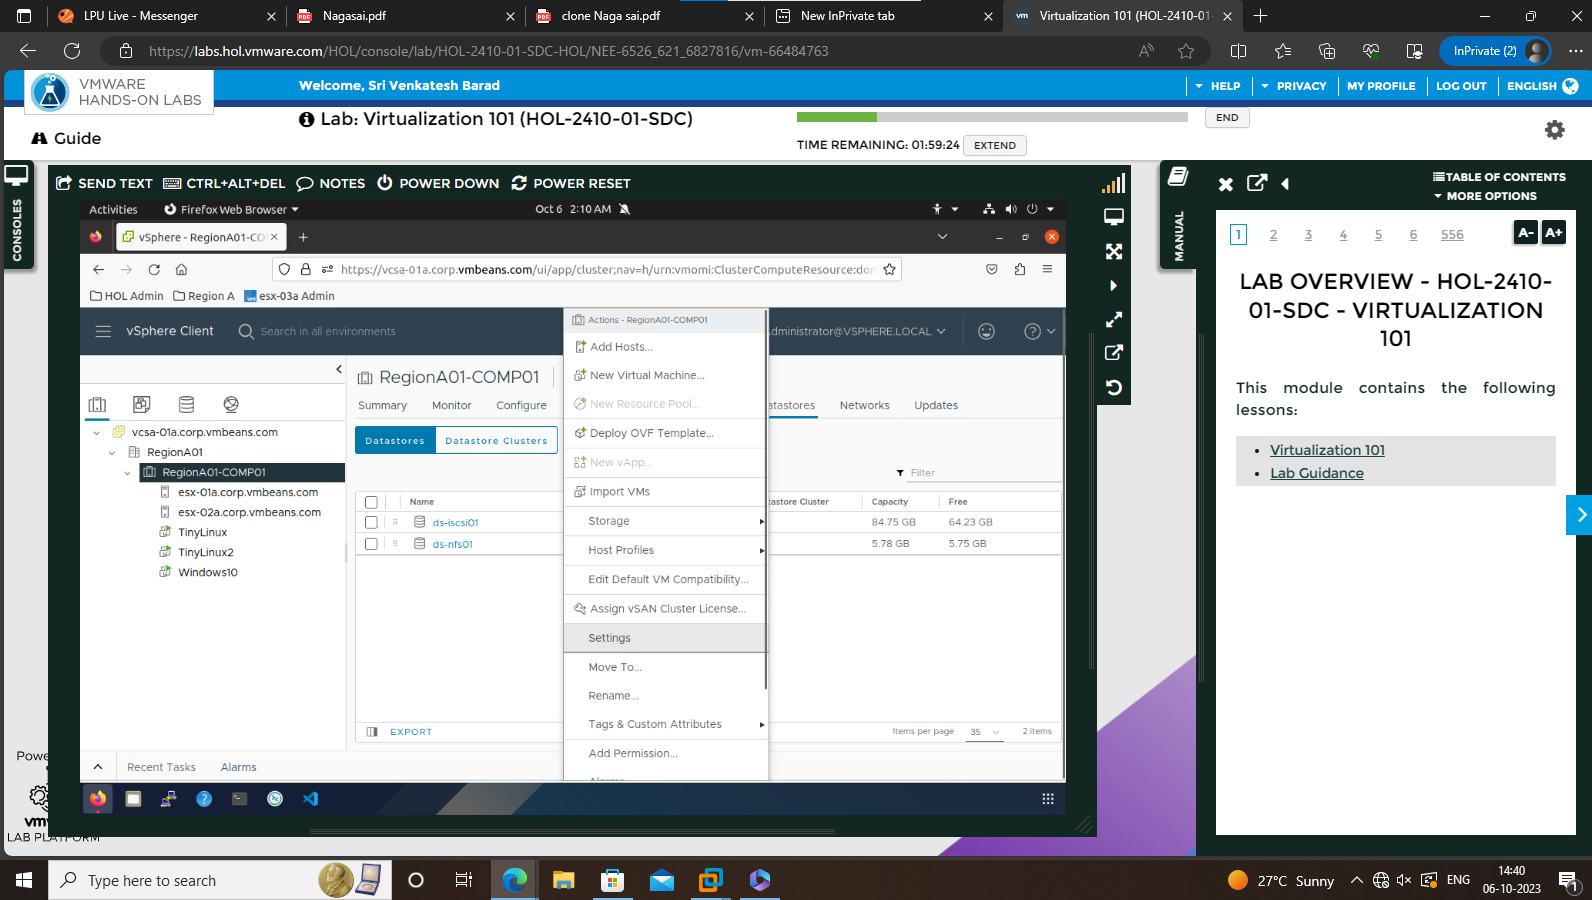 LPU Live - Messenger
Nagasai.pdf
clone Naga sai.pdf
New InPrivate tab
Virtualization 101 (HOL-2410-01-
https://labs.hol.vmware.com/HOL/console/lab/HOL-2410-01-SDC-HOL/NEE-6526_621_6827816/vm-66484763
InPrivate (2)
VMWARE
HANDS-ON LABS
Welcome, Sri Venkatesh Barad
HELP
PRIVACY
MY PROFILE
LOG OUT
ENGLISH
Guide
Lab: Virtualization 101 (HOL-2410-01-SDC)
END
TIME REMAINING: 01:59:24
EXTEND
CONSOLES
SEND TEXT
CTRL+ALT+DEL
NOTES
POWER DOWN
POWER RESET
Activities
Firefox Web Browser
Oct 6 2:10 AM
vSphere - RegionA01-CO
https://vcsa-01a.corp.vmbeans.com/ui/app/cluster;nav=h/urn:vmomi:ClusterComputeResource:don
HOL Admin
Region A
esx-03a Admin
vSphere Client
Search in all environments
dministrator@VSPHERE.LOCAL
vcsa-01a.corp.vmbeans.com
RegionA01
RegionA01-COMP01
esx-01a.corp.vmbeans.com
esx-02a.corp.vmbeans.com
TinyLinux
TinyLinux2
Windows10
RegionA01-COMP01
Summary
Monitor
Configure
atastores
Networks
Updates
Datastores
Datastore Clusters
Filter
Name
tastore Cluster
Capacity
Free
ds-iscsi01
84.75 GB
64.23 GB
ds-nfs01
5.78 GB
5.75 GB
EXPORT
Items per page
35
2 items
Actions - RegionA01-COMP01
Add Hosts...
New Virtual Machine...
New Resource Pool...
Deploy OVF Template...
New vApp...
Import VMs
Storage
Host Profiles
Edit Default VM Compatibility...
Assign vSAN Cluster License...
Settings
Move To...
Rename...
Tags & Custom Attributes
Add Permission...
Recent Tasks
Alarms
Powe
vmw
LAB PLATFORM
MANUAL
TABLE OF CONTENTS
MORE OPTIONS
1 2 3 4 5 6 556
A- A+
LAB OVERVIEW - HOL-2410-
01-SDC - VIRTUALIZATION
101
This module contains the following
lessons:
Virtualization 101
Lab Guidance
Type here to search
27°C Sunny
ENG
14:40
06-10-2023
1